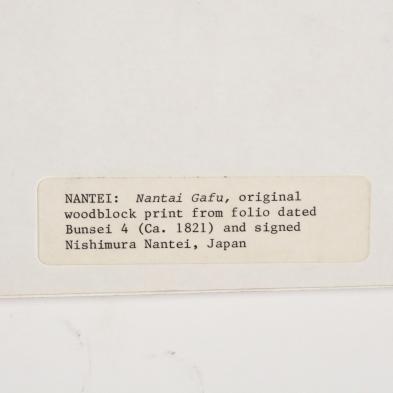 NANTEI: Nantai Gafu, original
woodblock print from folio dated
Bunsei 4 (Ca. 1821) and signed
Nishimura Nantei, Japan